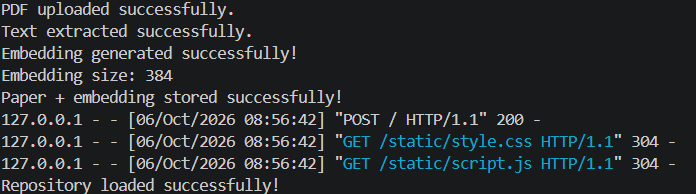 PDF uploaded successfully.
Text extracted successfully.
Embedding generated successfully!
Embedding size: 384
Paper + embedding stored successfully!
127.0.0.1 - - [06/Oct/2026 08:56:42] "POST / HTTP/1.1" 200 -
127.0.0.1 - - [06/Oct/2026 08:56:42] "GET /static/style.css HTTP/1.1" 304 -
127.0.0.1 - - [06/Oct/2026 08:56:42] "GET /static/script.js HTTP/1.1" 304 -
Repository loaded successfully!